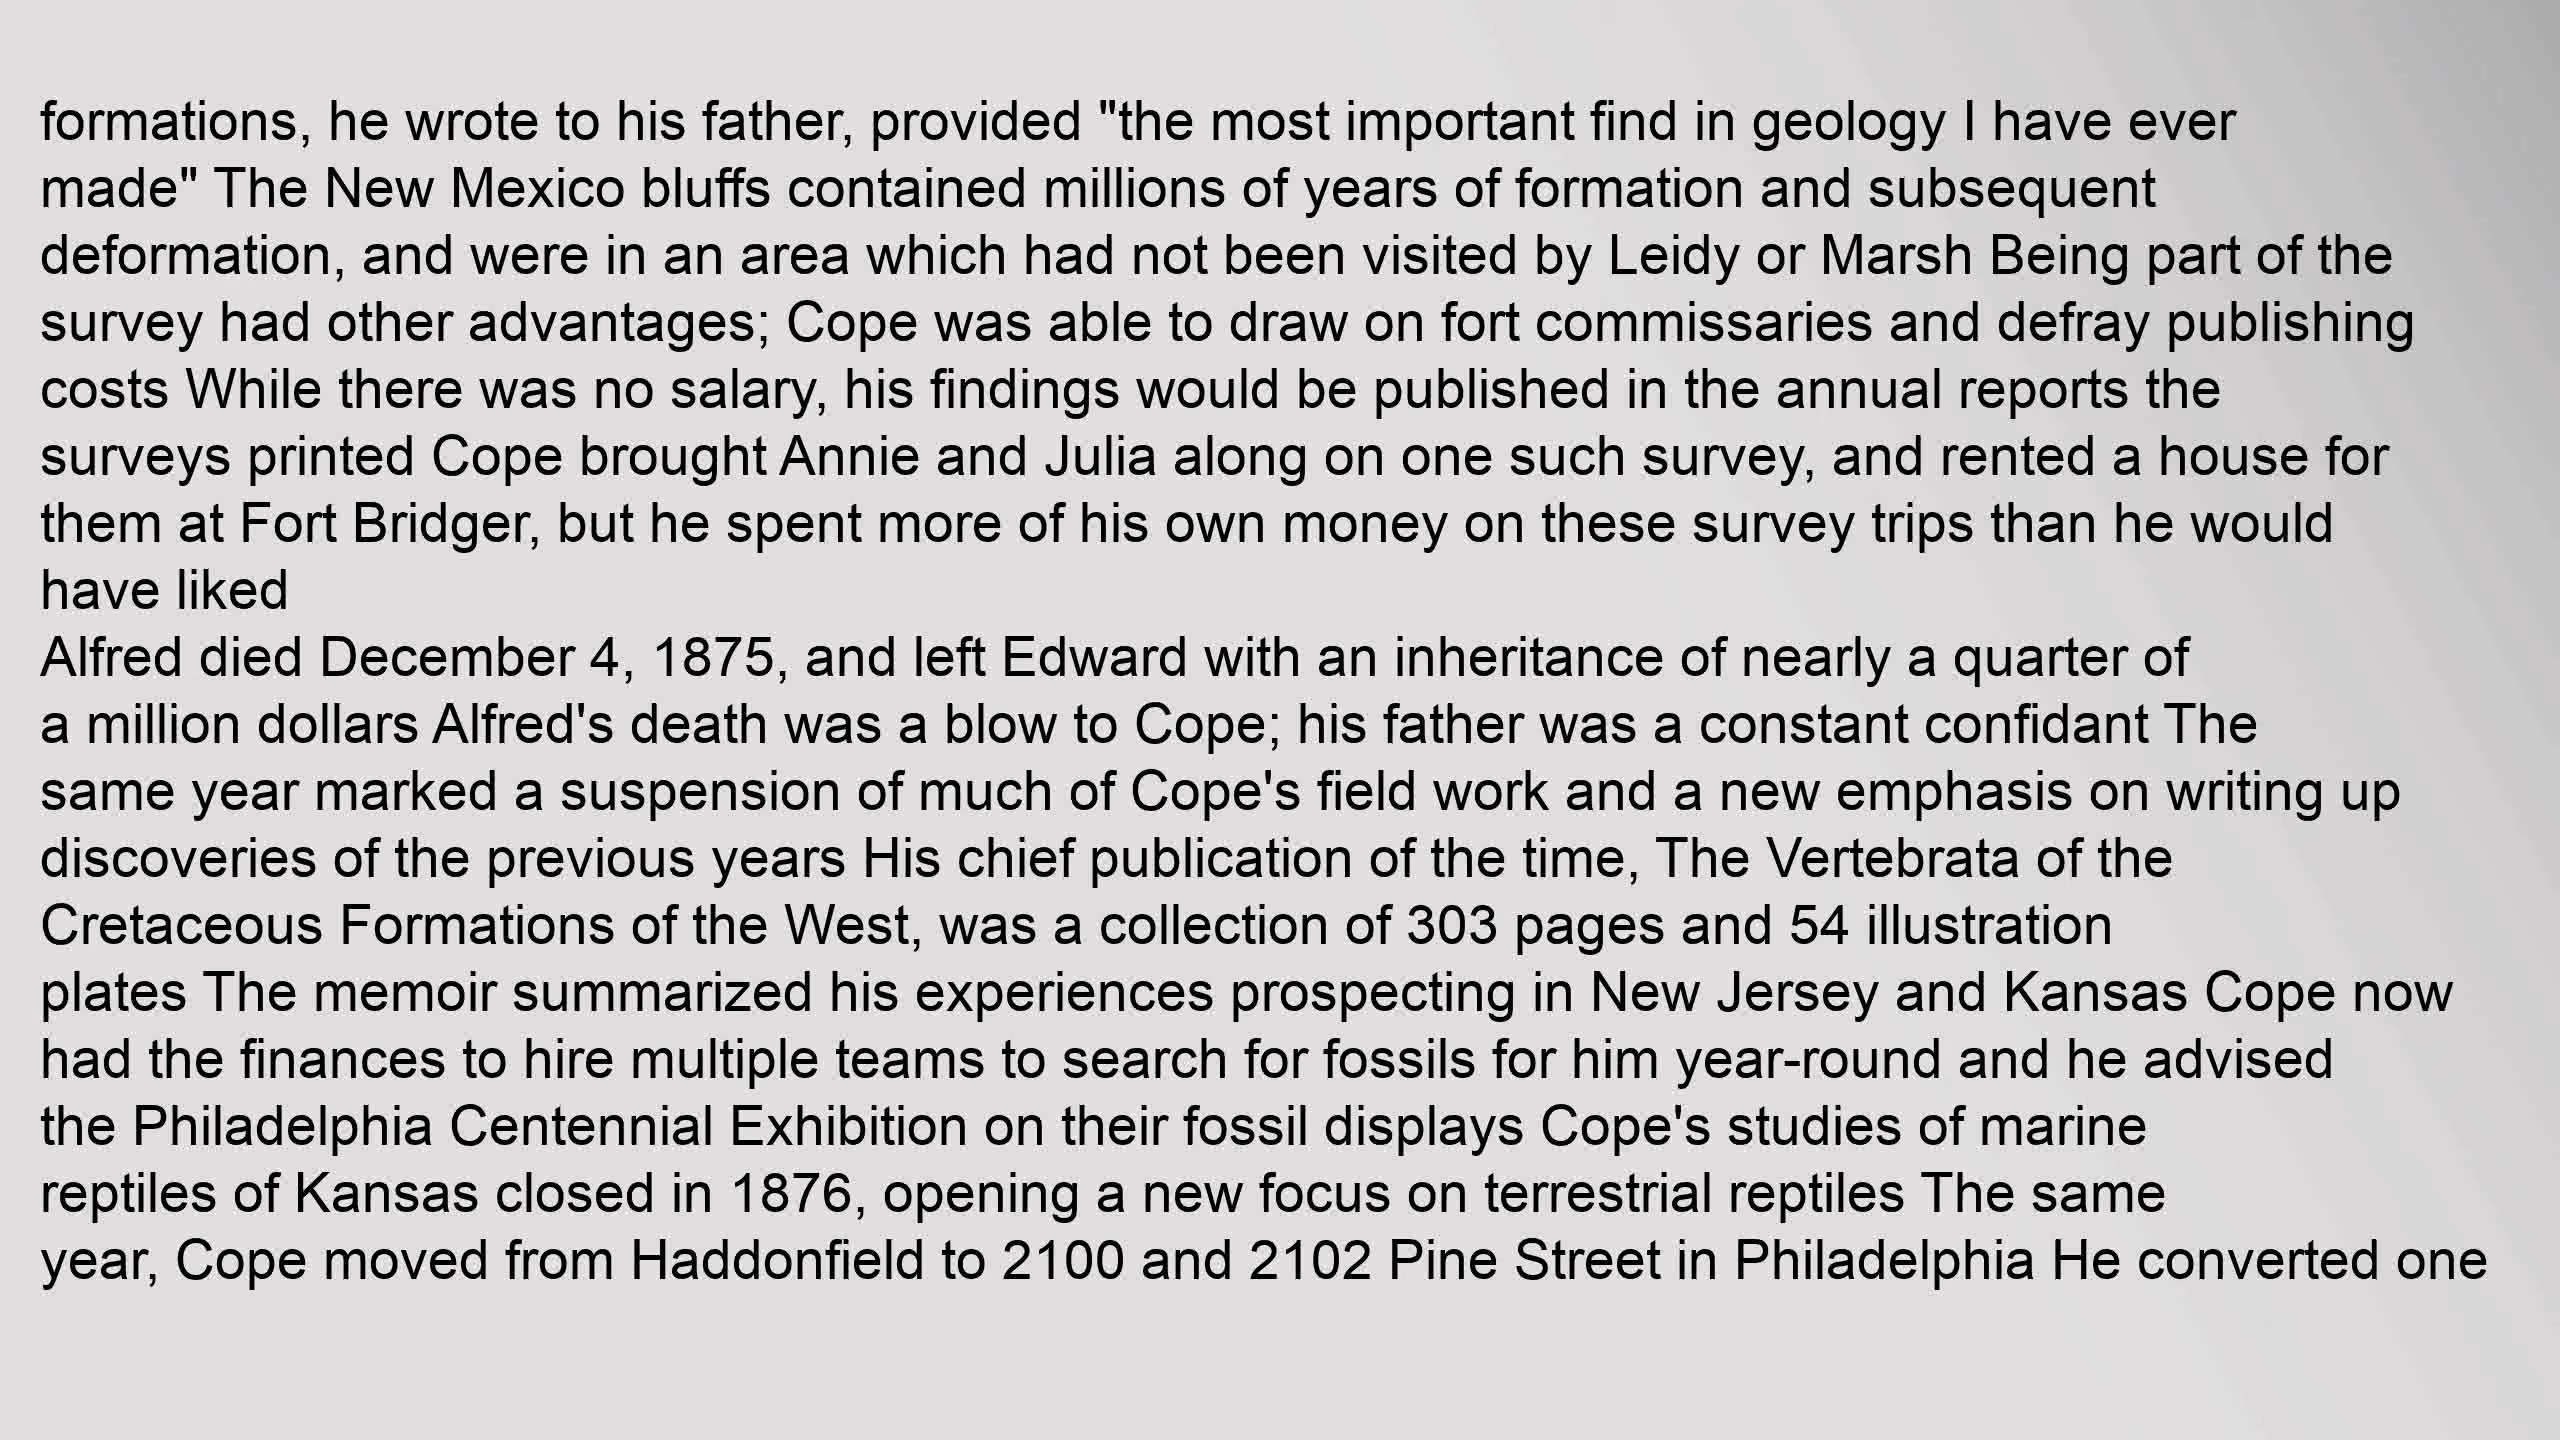 formations, he wrote to his father, provided "the most important find in geology I have ever
made" The New Mexico bluffs contained millions of years of formation and subsequent
deformation, and were in an area which had not been visited by Leidy or Marsh Being part of the
survey had other advantages; Cope was able to draw on fort commissaries and defray publishing
costs While there was no salary, his findings would be published in the annual reports the
surveys printed Cope brought Annie and Julia along on one such survey, and rented a house for
them at Fort Bridger, but he spent more of his own money on these survey trips than he would
have liked
Alfred died December 4, 1875, and left Edward with an inheritance of nearly a quarter of
a million dollars Alfred's death was a blow to Cope; his father was a constant confidant The
same year marked a suspension of much of Cope's field work and a new emphasis on writing up
discoveries of the previous years His chief publication of the time, The Vertebrata of the
Cretaceous Formations of the West, was a collection of 303 pages and 54 illustration
plates The memoir summarized his experiences prospecting in New Jersey and Kansas Cope now
had the finances to hire multiple teams to search for fossils for him year-round and he advised
the Philadelphia Centennial Exhibition on their fossil displays Cope's studies of marine
reptiles of Kansas closed in 1876, opening a new focus on terrestrial reptiles The same
year, Cope moved from Haddonfield to 2100 and 2102 Pine Street in Philadelphia He converted one